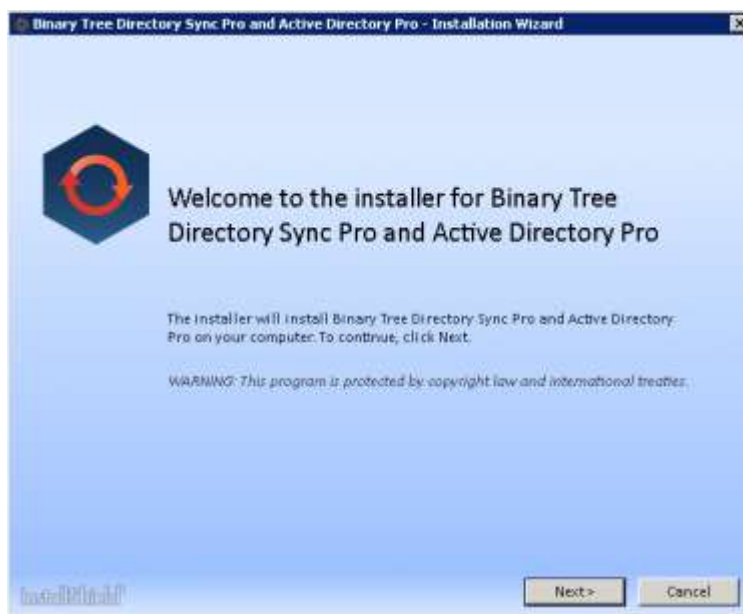 Binary Tree Directory Sync Pro and Active Directory Pro - Installation Wizard
Welcome to the installer for Binary Tree
Directory Sync Pro and Active Directory Pro
The installer will install Binary Tree Directory Sync Pro and Active Directory
Pro on your computer. To continue, click Next.
WARNING: This program is protected by copyright law and international treaties.
InstallShield
Next >
Cancel